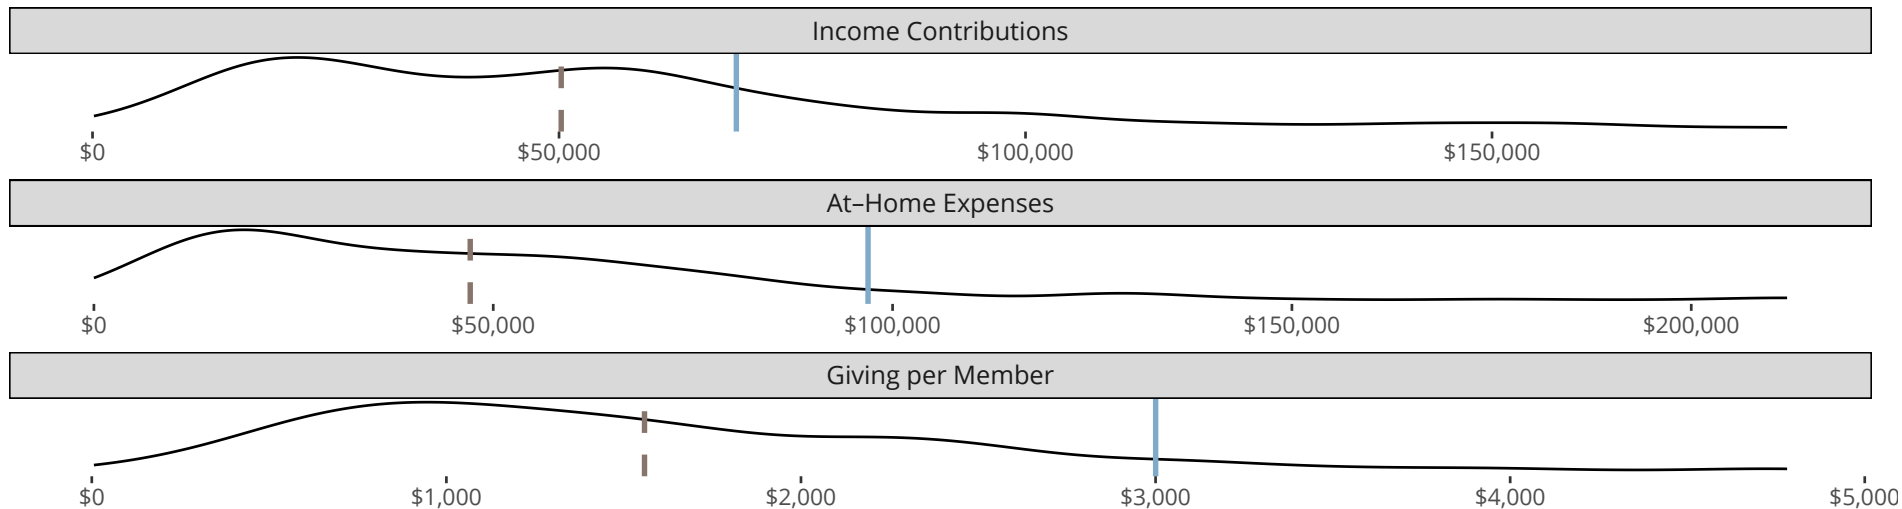 Income Contributions
$0 $50,000 $100,000 $150,000
At–Home Expenses
$0 $50,000 $100,000 $150,000 $200,000
Giving per Member
$0 $1,000 $2,000 $3,000 $4,000 $5,000